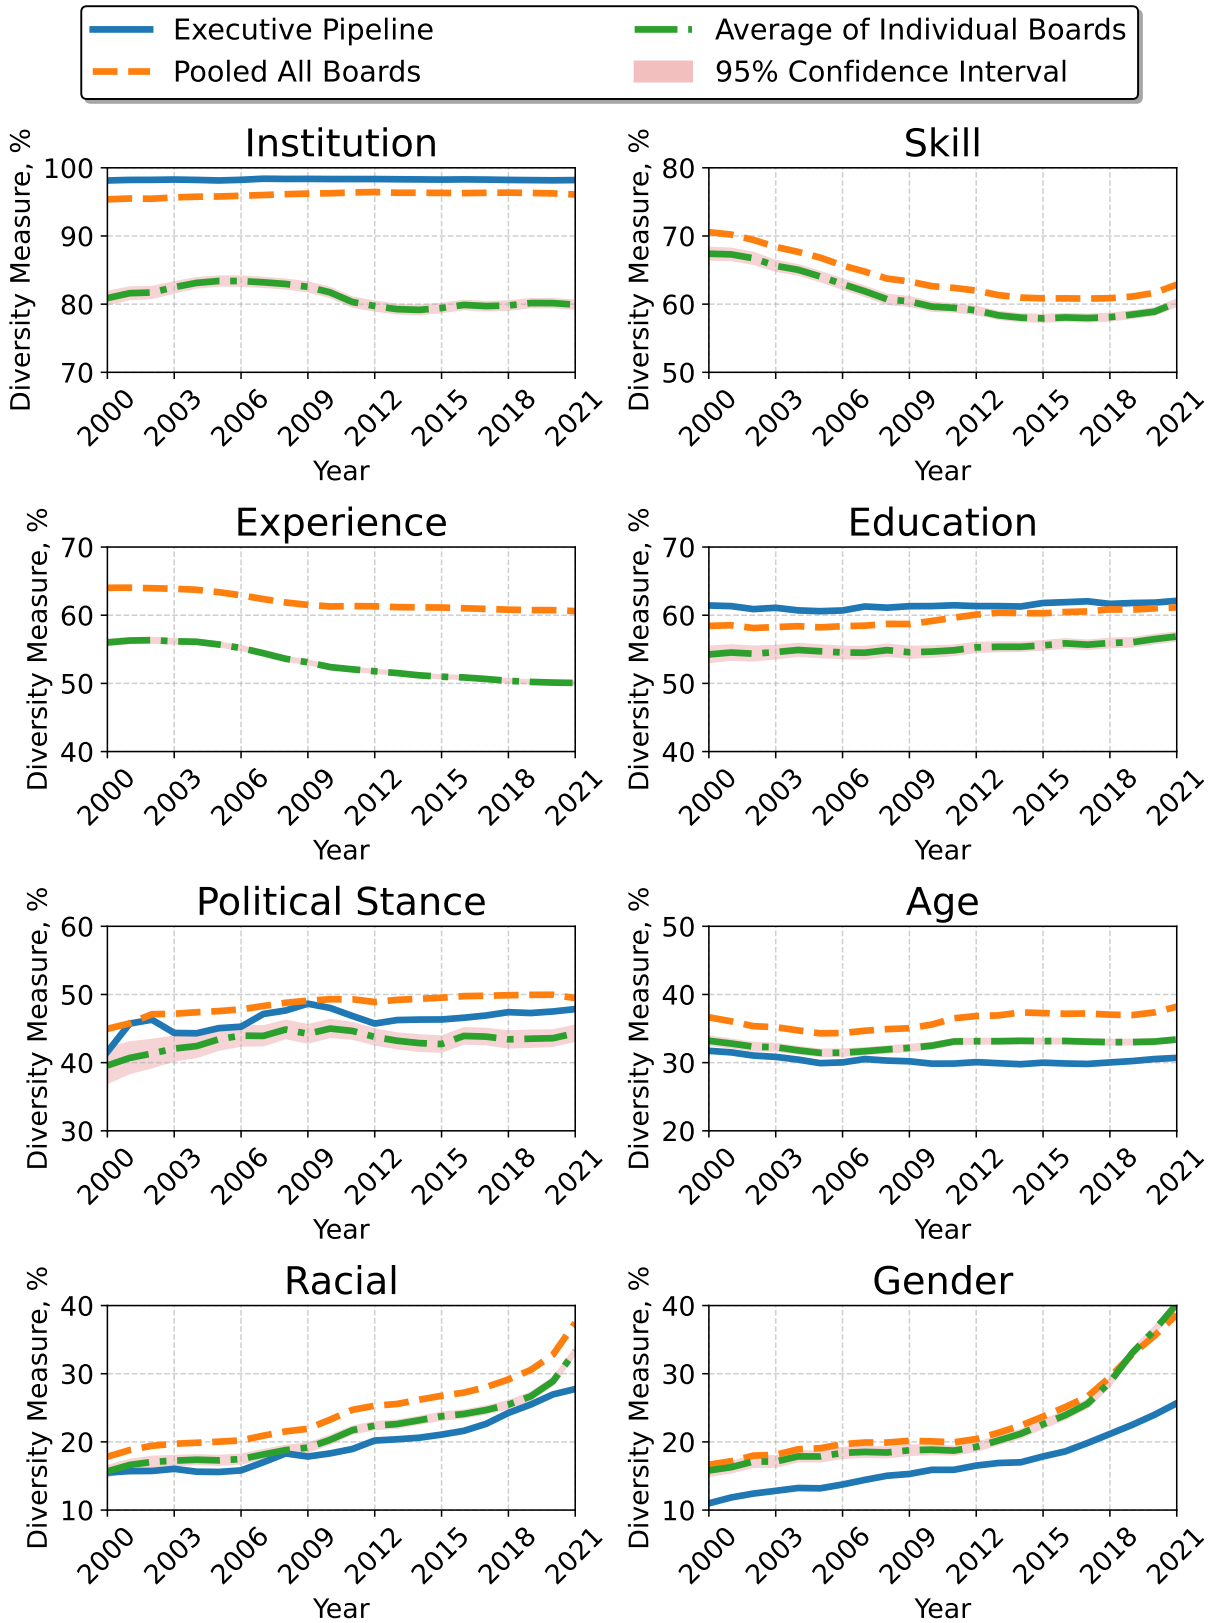 Executive Pipeline
Average of Individual Boards
Pooled All Boards
95% Confidence Interval
Institution
Diversity Measure, %
100
90
80
70
2000 2003 2006 2009 2012 2015 2018 2021
Year
Skill
Diversity Measure, %
80
70
60
50
2000 2003 2006 2009 2012 2015 2018 2021
Year
Experience
Diversity Measure, %
70
60
50
40
2000 2003 2006 2009 2012 2015 2018 2021
Year
Education
Diversity Measure, %
70
60
50
40
2000 2003 2006 2009 2012 2015 2018 2021
Year
Political Stance
Diversity Measure, %
60
50
40
30
2000 2003 2006 2009 2012 2015 2018 2021
Year
Age
Diversity Measure, %
50
40
30
20
2000 2003 2006 2009 2012 2015 2018 2021
Year
Racial
Diversity Measure, %
40
30
20
10
2000 2003 2006 2009 2012 2015 2018 2021
Year
Gender
Diversity Measure, %
40
30
20
10
2000 2003 2006 2009 2012 2015 2018 2021
Year